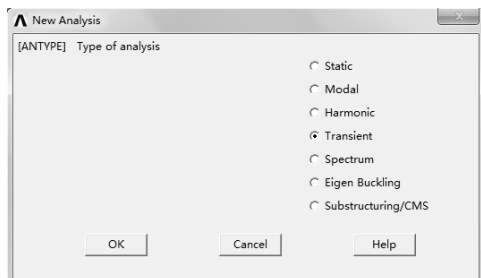 New Analysis
[ANTYPE] Type of analysis
Static
Modal
Harmonic
Transient
Spectrum
Eigen Buckling
Substructuring/CMS
OK Cancel Help